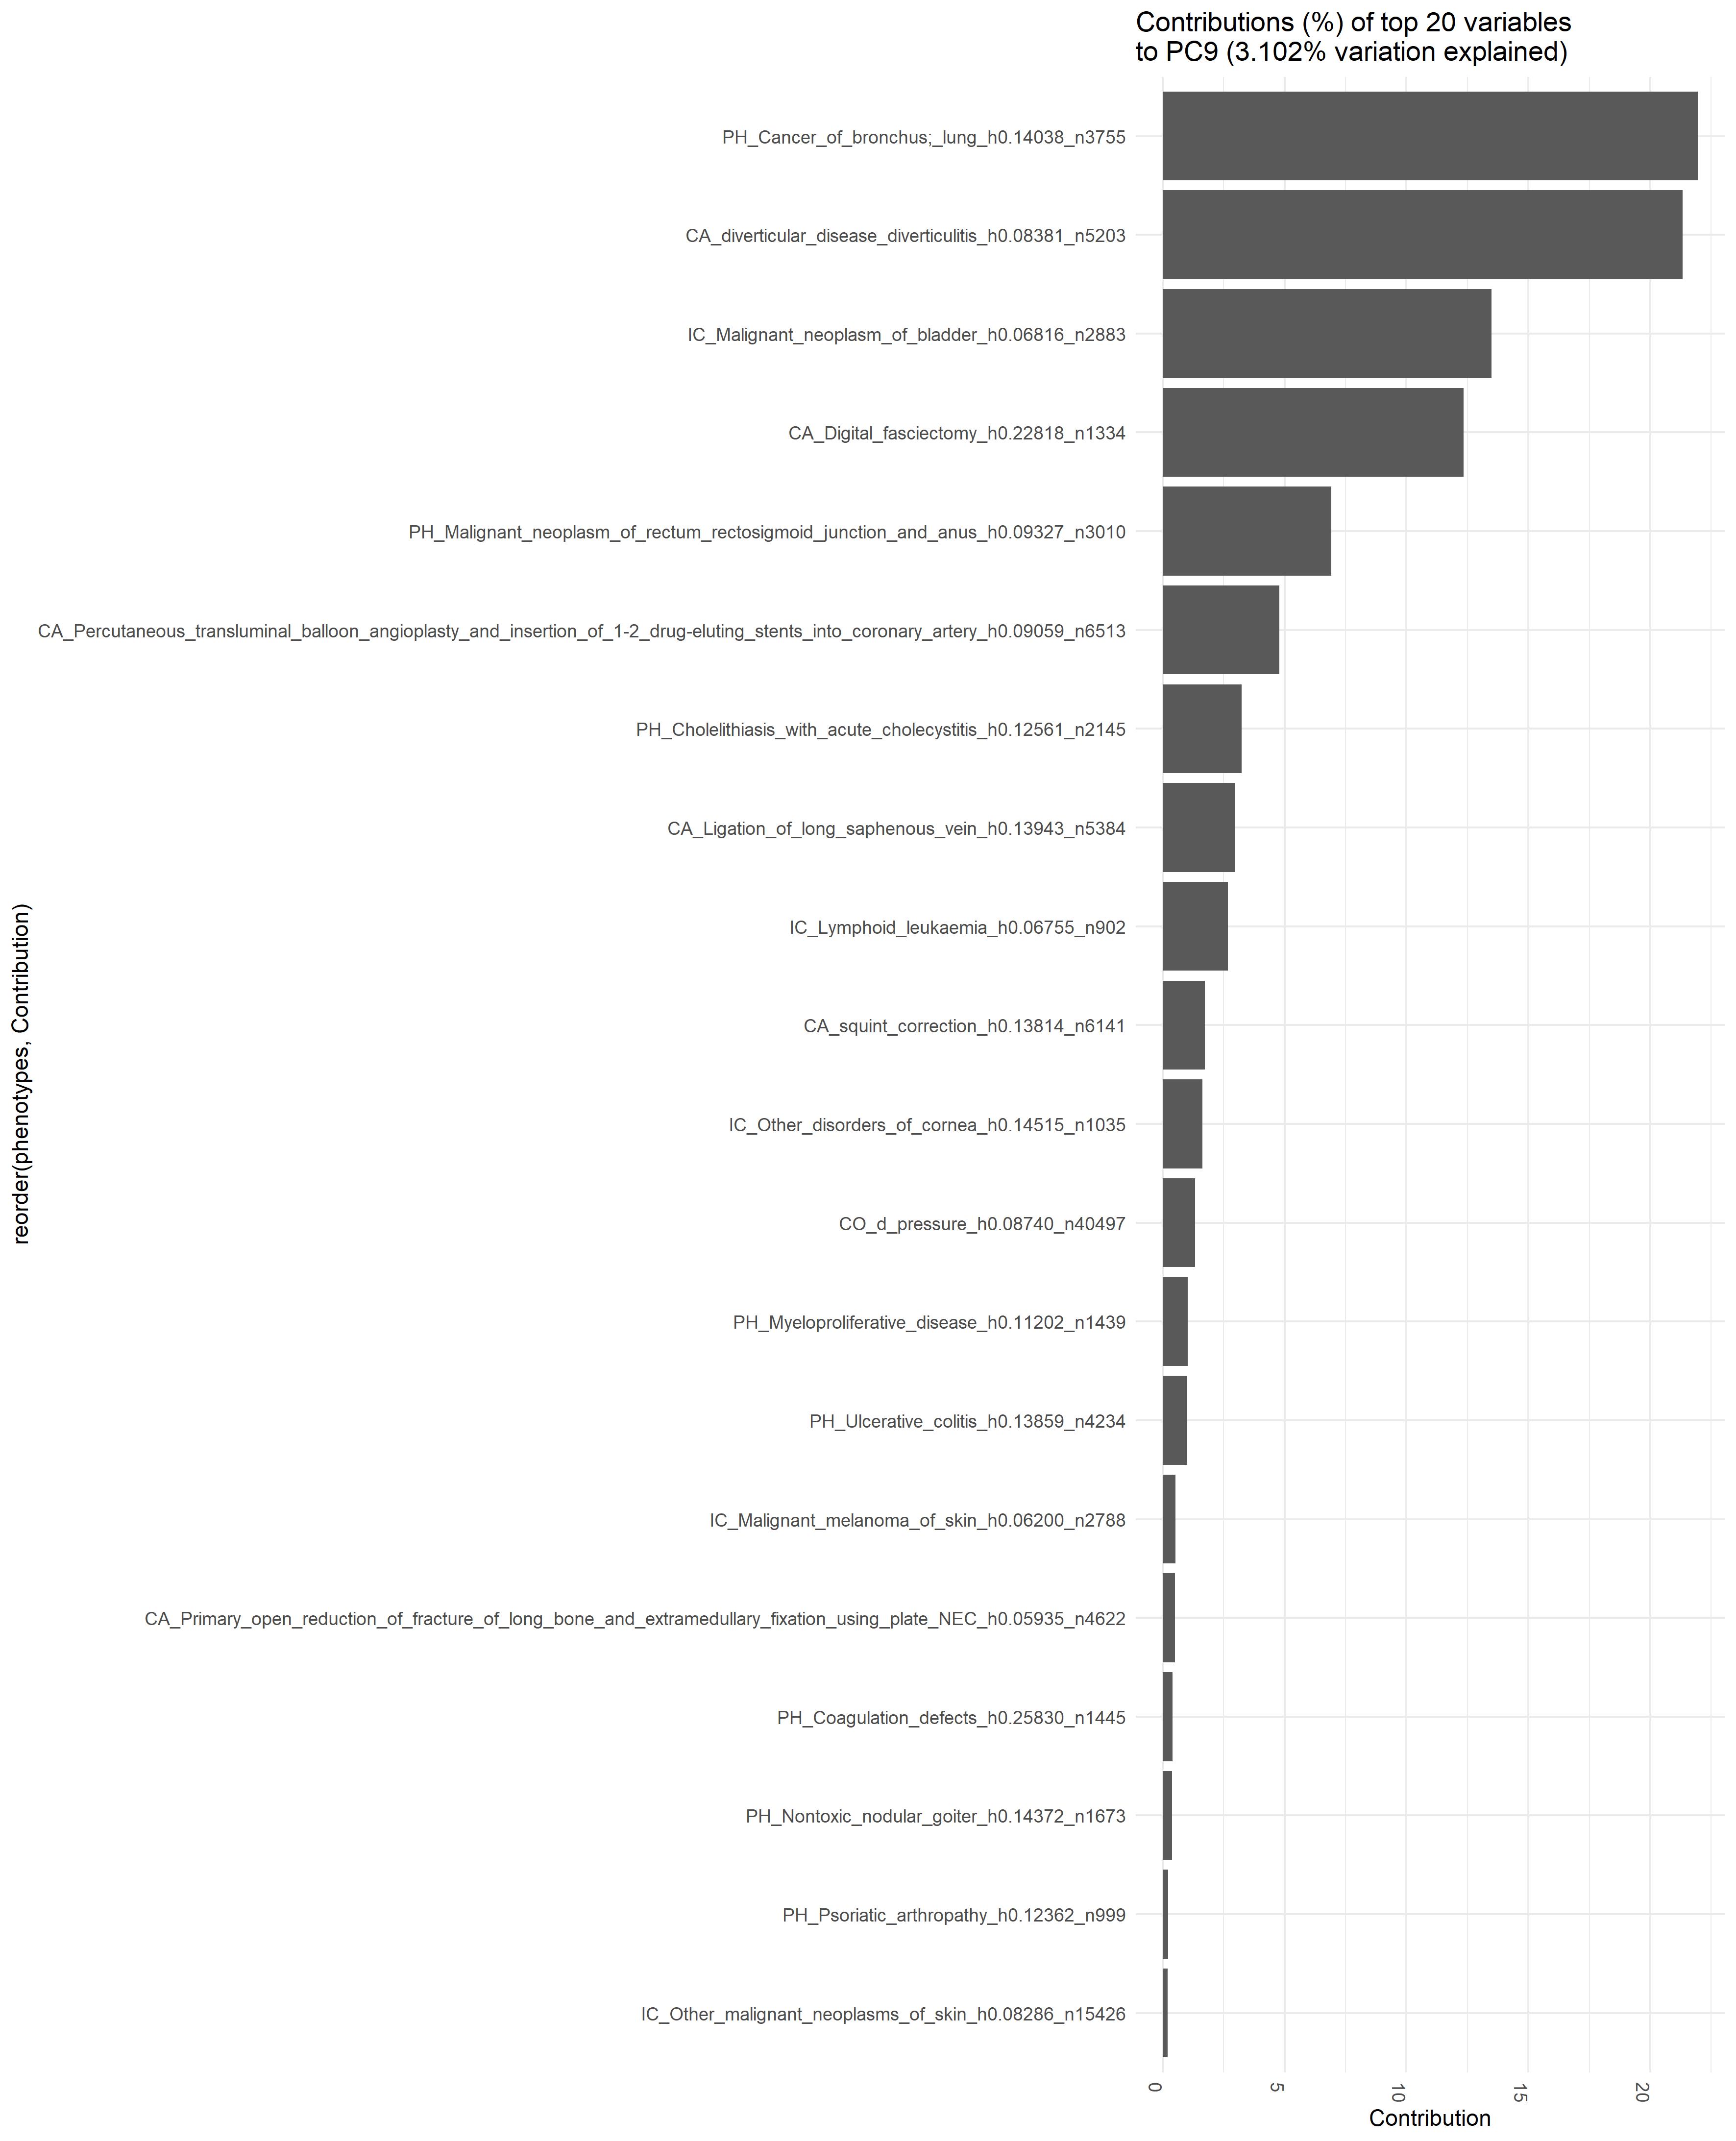 Contributions (%) of top 20 variables
to PC9 (3.102% variation explained)
PH_Cancer_of_bronchus;_lung_h0.14038_n3755
CA_diverticular_disease_diverticulitis_h0.08381_n5203
IC_Malignant_neoplasm_of_bladder_h0.06816_n2883
CA_Digital_fasciectomy_h0.22818_n1334
PH_Malignant_neoplasm_of_rectum_rectosigmoid_junction_and_anus_h0.09327_n3010
CA_Percutaneous_transluminal_balloon_angioplasty_and_insertion_of_1-2_drug-eluting_stents_into_coronary_artery_h0.09059_n6513
PH_Cholelithiasis_with_acute_cholecystitis_h0.12561_n2145
CA_Ligation_of_long_saphenous_vein_h0.13943_n5384
IC_Lymphoid_leukaemia_h0.06755_n902
CA_squint_correction_h0.13814_n6141
IC_Other_disorders_of_cornea_h0.14515_n1035
CO_d_pressure_h0.08740_n40497
PH_Myeloproliferative_disease_h0.11202_n1439
PH_Ulcerative_colitis_h0.13859_n4234
IC_Malignant_melanoma_of_skin_h0.06200_n2788
CA_Primary_open_reduction_of_fracture_of_long_bone_and_extramedullary_fixation_using_plate_NEC_h0.05935_n4622
PH_Coagulation_defects_h0.25830_n1445
PH_Nontoxic_nodular_goiter_h0.14372_n1673
PH_Psoriatic_arthropathy_h0.12362_n999
IC_Other_malignant_neoplasms_of_skin_h0.08286_n15426
reorder(phenotypes, Contribution)
0
5
10
15
20
Contribution